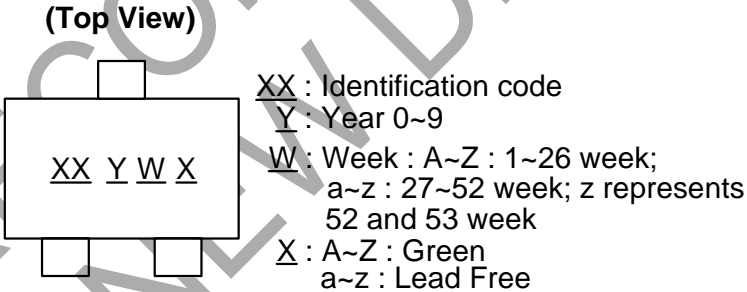 (Top View)
XX : Identification code
Y : Year 0~9
XX Y W X
W : Week : A~Z : 1~26 week;
a~z : 27~52 week; z represents
52 and 53 week
X : A~Z : Green
a~z : Lead Free
NEW D